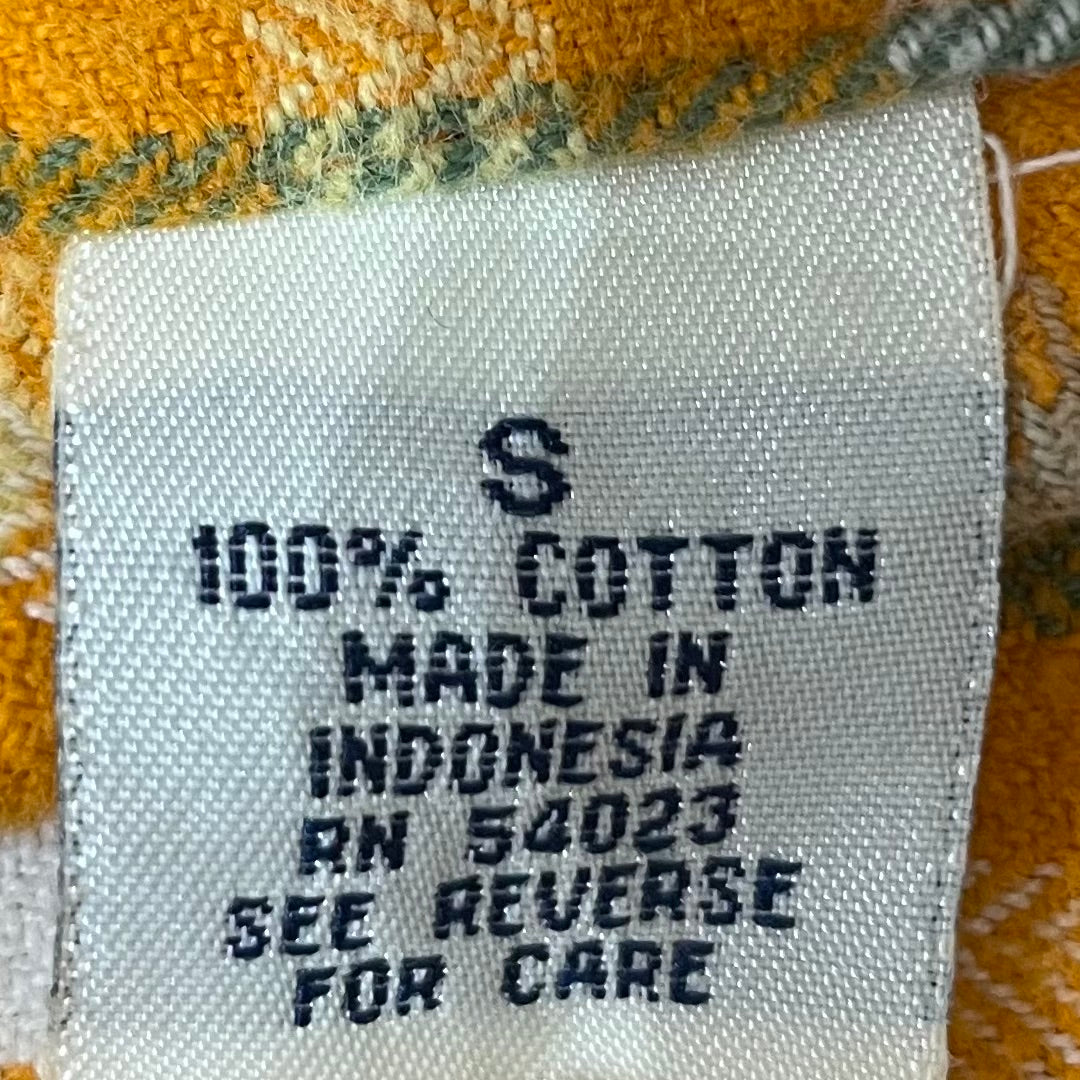 S
100% COTTON
MADE IN
INDONESIA
RN 54023
SEE REVERSE
FOR CARE